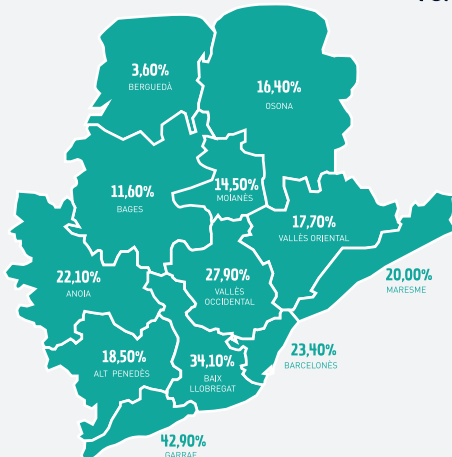 3,60%
BERGUEDÀ
16,40%
OSONA
11,60%
BAGES
14,50%
MOIANÈS
17,70%
VALLÈS ORIENTAL
22,10%
ANOIA
27,90%
VALLÈS
OCCIDENTAL
20,00%
MARESME
18,50%
ALT PENEDÈS
34,10%
BAIX
LLOBREGAT
23,40%
BARCELONÈS
42,90%
GARRAF